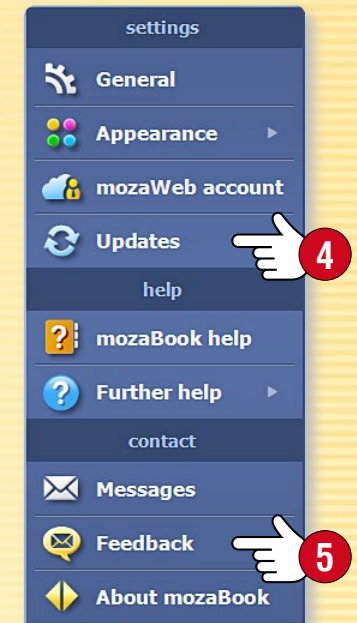 settings
General
Appearance
mozaWeb account
Updates
4
help
? mozaBook help
? Further help
contact
Messages
Feedback
5
About mozaBook